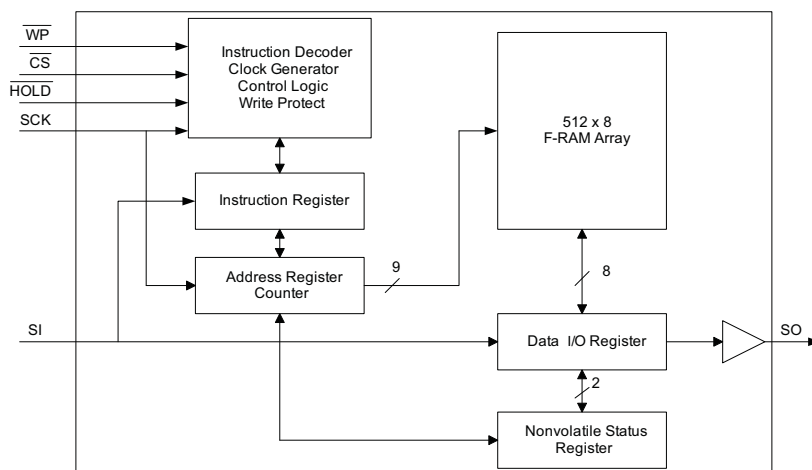 WP
CS
HOLD
SCK
Instruction Decoder
Clock Generator
Control Logic
Write Protect
512 x 8
F-RAM Array
Instruction Register
Address Register
Counter
9
8
SI
Data I/O Register
SO
2
Nonvolatile Status
Register